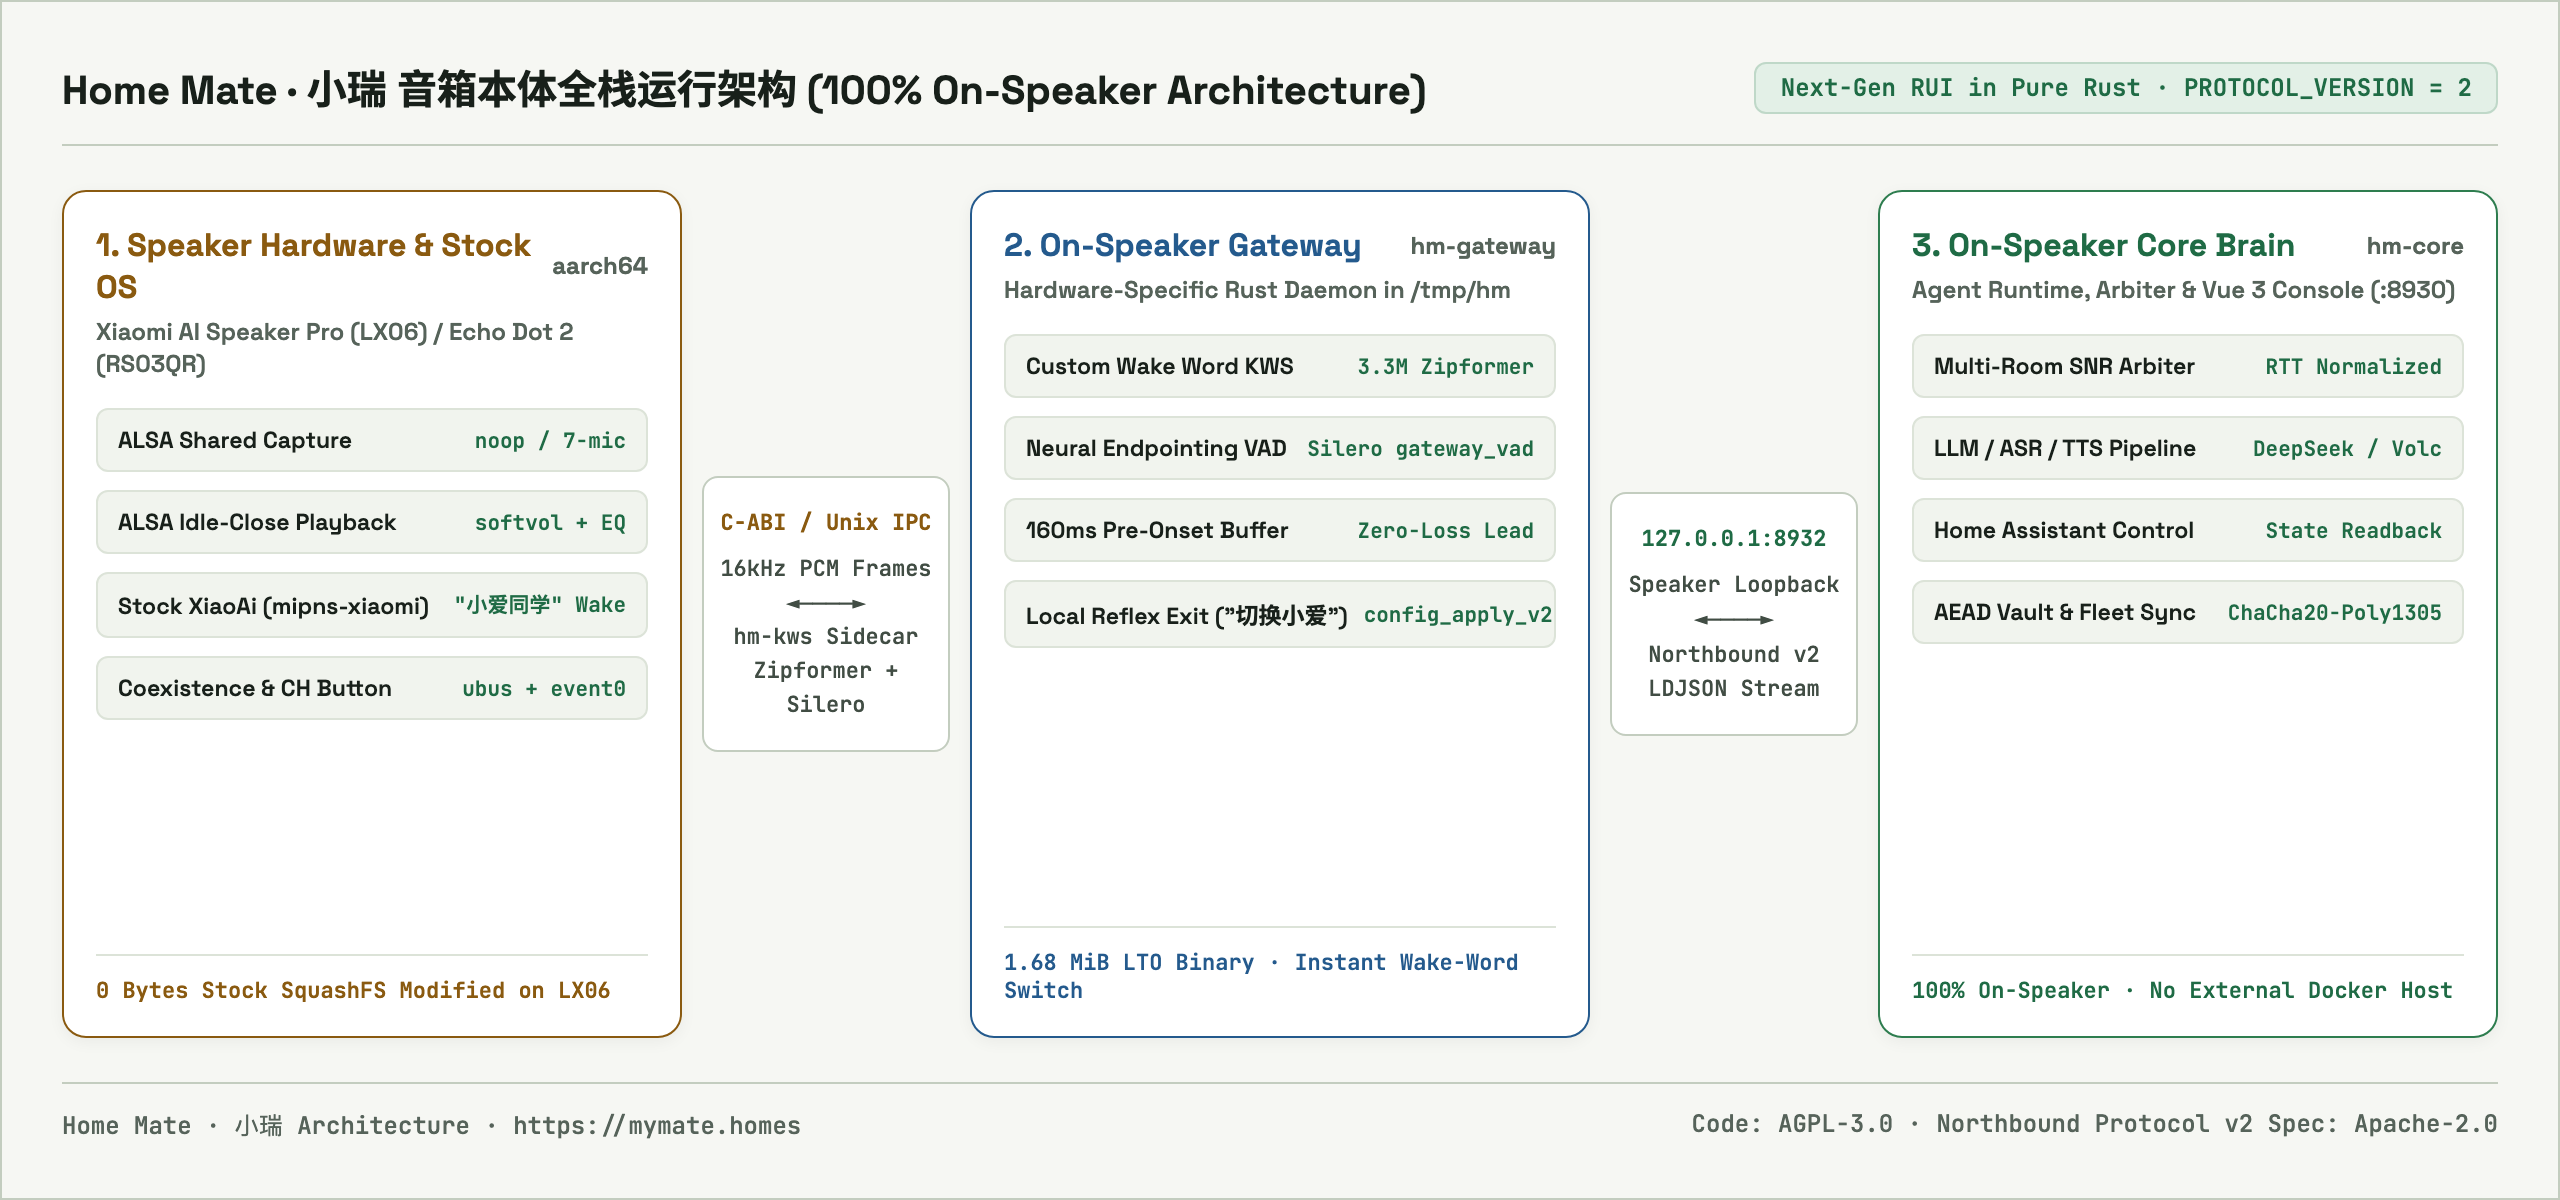 Home Mate · 小瑞 音箱本体全栈运行架构 (100% On-Speaker Architecture)
Next-Gen RUI in Pure Rust · PROTOCOL_VERSION = 2
1. Speaker Hardware & Stock
OS
aarch64
Xiaomi AI Speaker Pro (LX06) / Echo Dot 2
(RS03QR)
ALSA Shared Capture noop / 7-mic
ALSA Idle-Close Playback softvol + EQ
Stock XiaoAi (mipns-xiaomi) "小爱同学" Wake
Coexistence & CH Button ubus + event0
0 Bytes Stock SquashFS Modified on LX06
C-ABI / Unix IPC
16kHz PCM Frames
hm-kws Sidecar
Zipformer +
Silero
2. On-Speaker Gateway hm-gateway
Hardware-Specific Rust Daemon in /tmp/hm
Custom Wake Word KWS 3.3M Zipformer
Neural Endpointing VAD Silero gateway_vad
160ms Pre-Onset Buffer Zero-Loss Lead
Local Reflex Exit ("切换小爱") config_apply_v2
1.68 MiB LTO Binary · Instant Wake-Word
Switch
127.0.0.1:8932
Speaker Loopback
Northbound v2
LDJSON Stream
3. On-Speaker Core Brain hm-core
Agent Runtime, Arbiter & Vue 3 Console (:8930)
Multi-Room SNR Arbiter RTT Normalized
LLM / ASR / TTS Pipeline DeepSeek / Volc
Home Assistant Control State Readback
AEAD Vault & Fleet Sync ChaCha20-Poly1305
100% On-Speaker · No External Docker Host
Home Mate · 小瑞 Architecture · https://mymate.homes
Code: AGPL-3.0 · Northbound Protocol v2 Spec: Apache-2.0